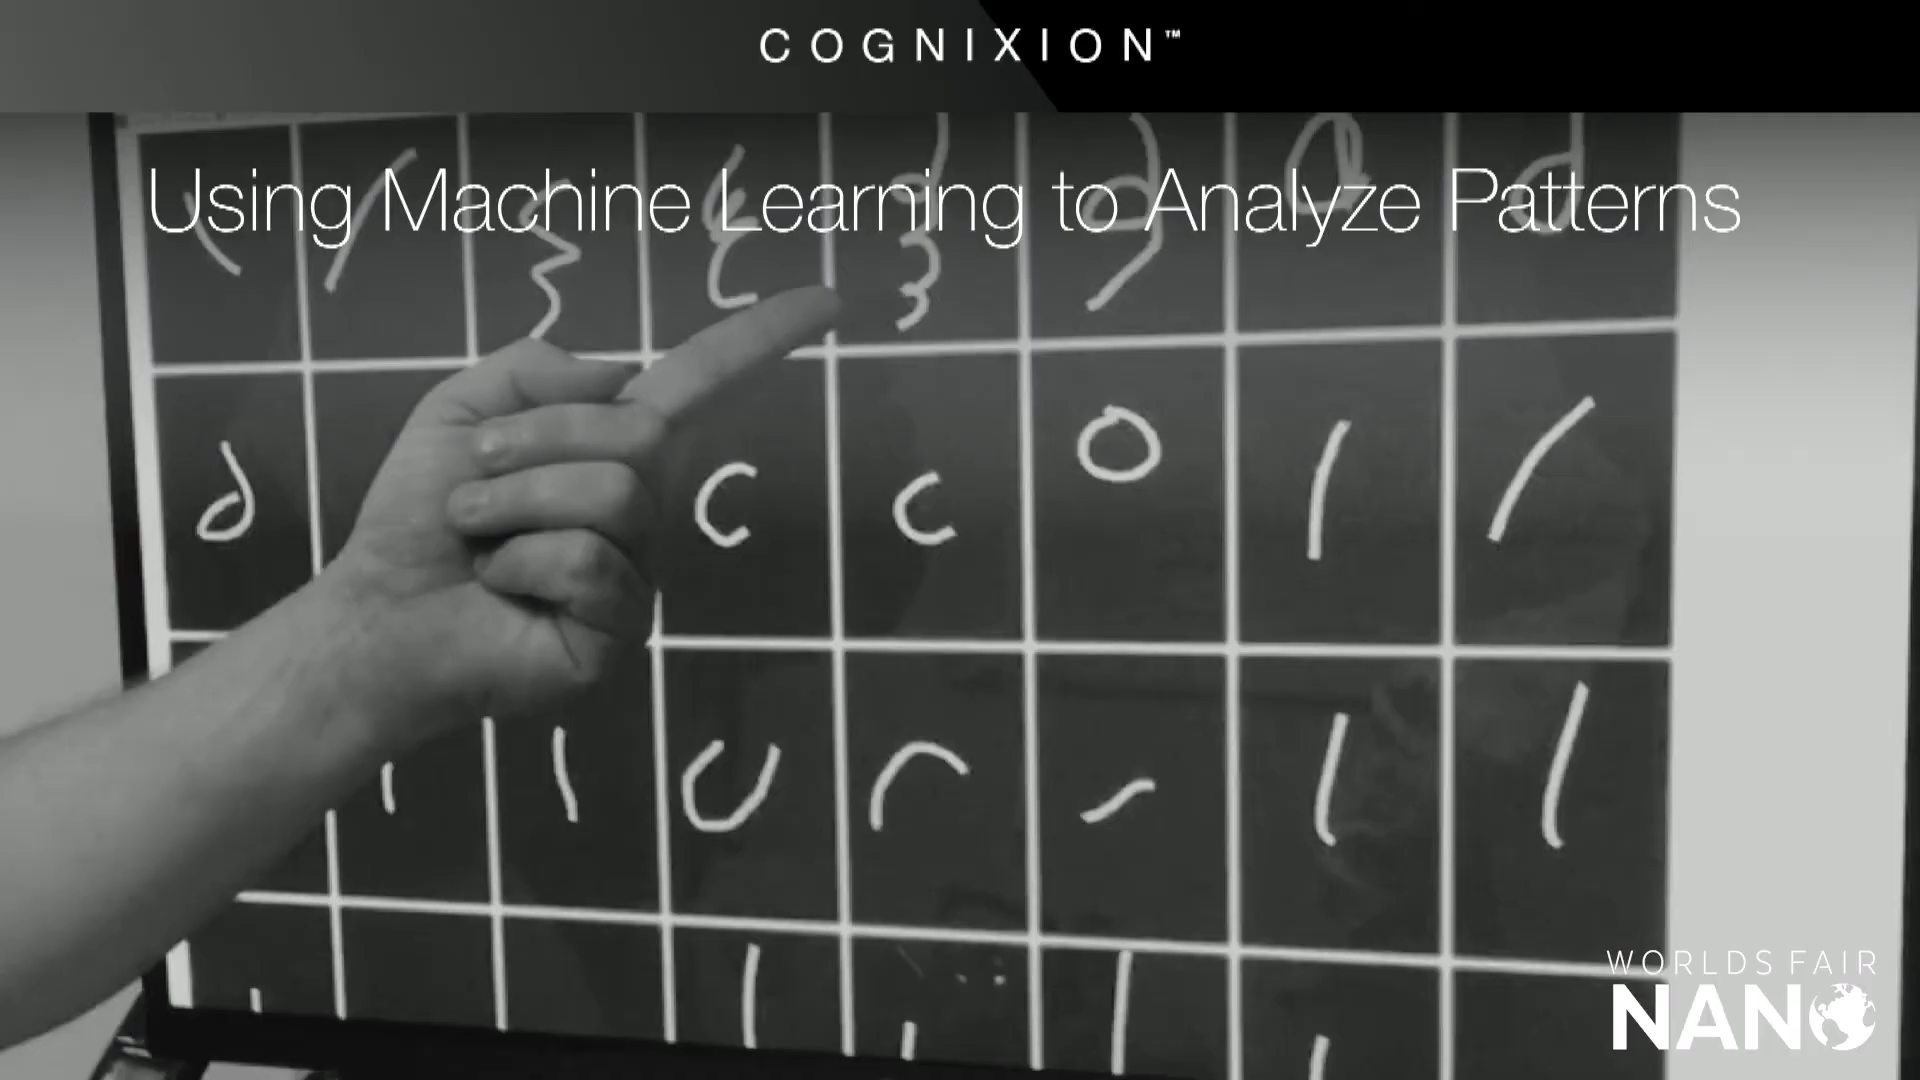 COGNIXION™
Using Machine Learning to Analyze Patterns
WORLDS FAIR
NANO